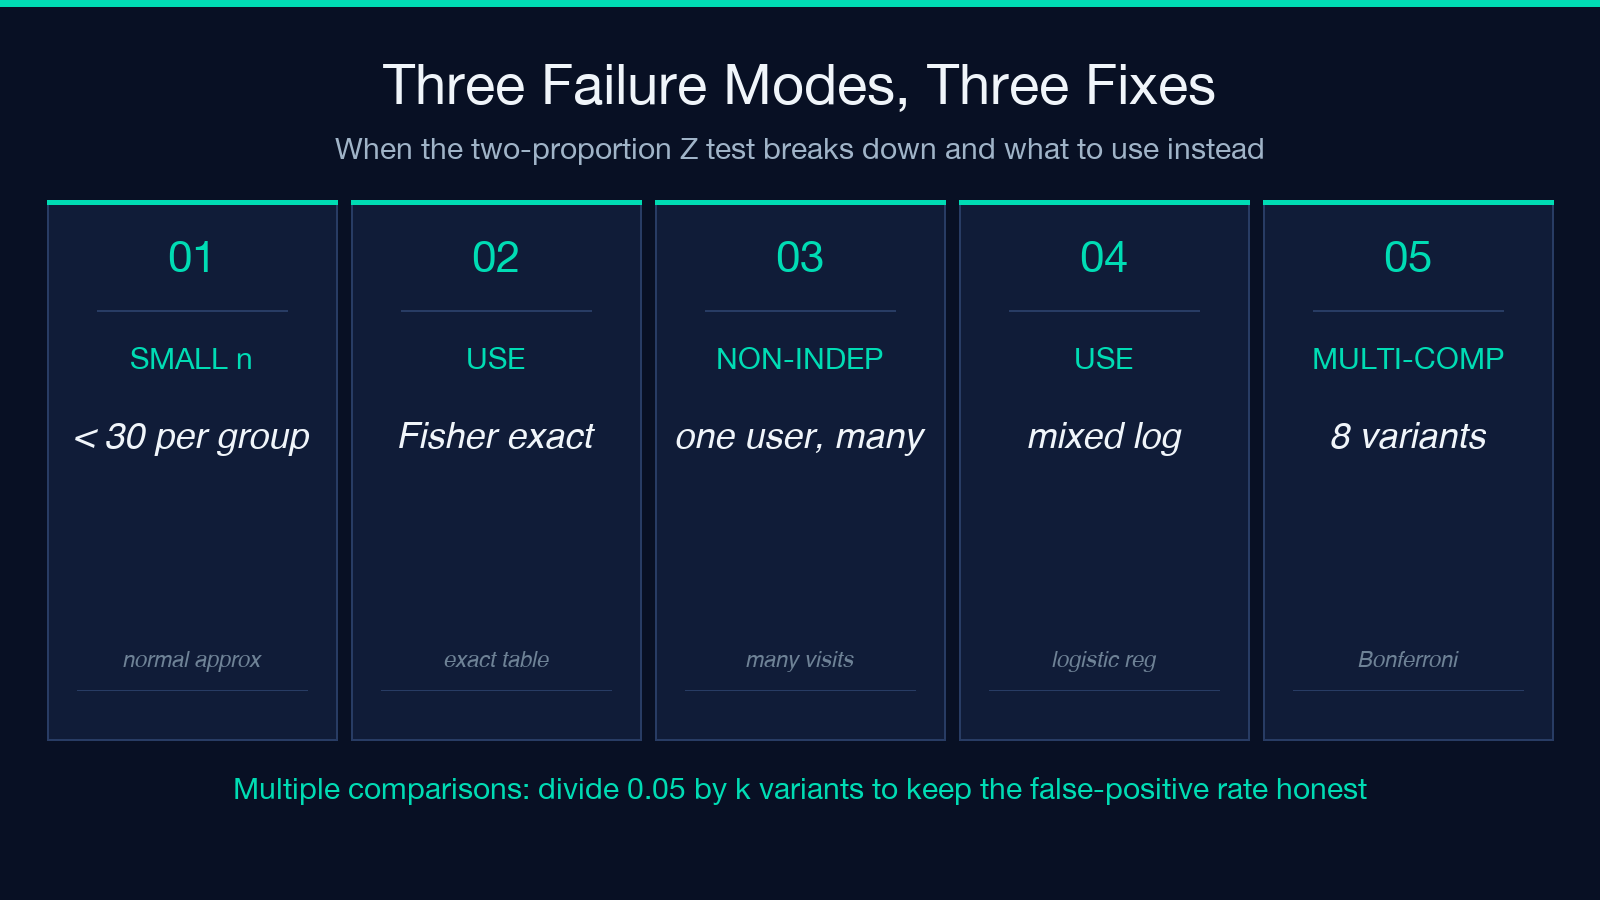 Three Failure Modes, Three Fixes
When the two-proportion Z test breaks down and what to use instead
01
SMALL n
< 30 per group
normal approx
02
USE
Fisher exact
exact table
03
NON-INDEP
one user, many
many visits
04
USE
mixed log
logistic reg
05
MULTI-COMP
8 variants
Bonferroni
Multiple comparisons: divide 0.05 by k variants to keep the false-positive rate honest